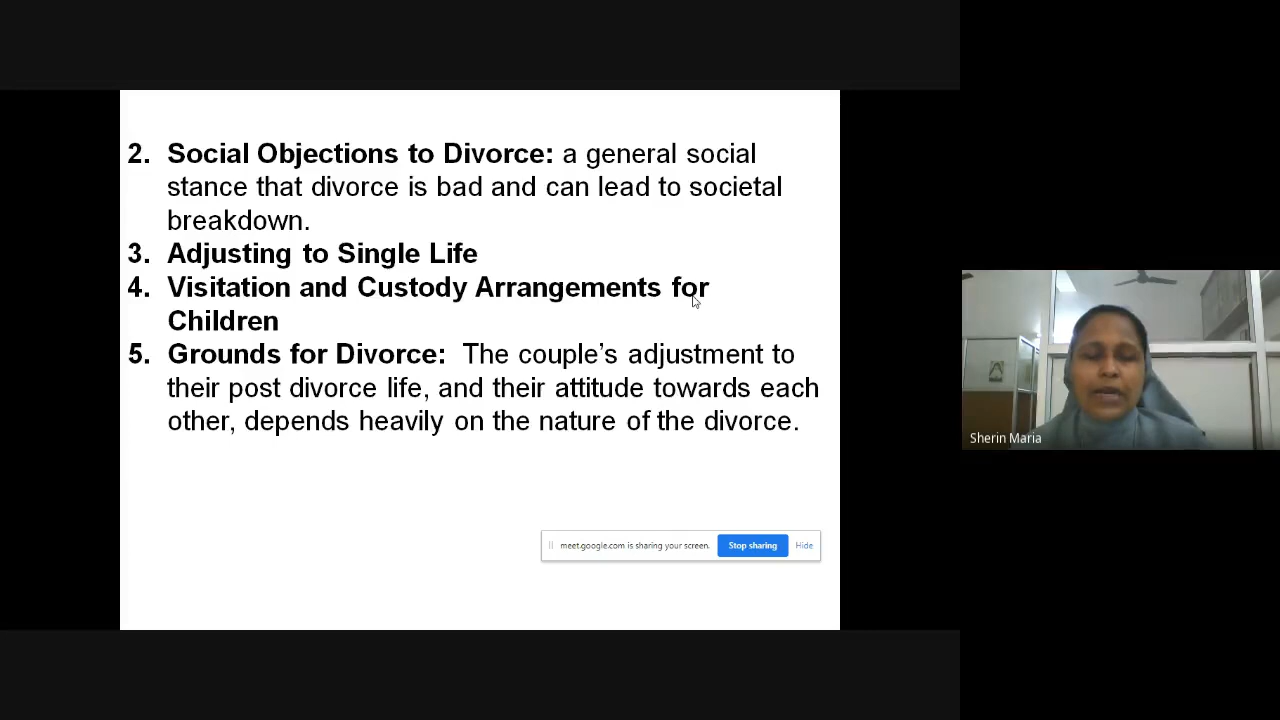 2. Social Objections to Divorce: a general social
stance that divorce is bad and can lead to societal
breakdown.
3. Adjusting to Single Life
4. Visitation and Custody Arrangements for
Children
5. Grounds for Divorce: The couple's adjustment to
their post divorce life, and their attitude towards each
other, depends heavily on the nature of the divorce.
meet.google.com is sharing your screen. Stop sharing Hide
Sherin Maria